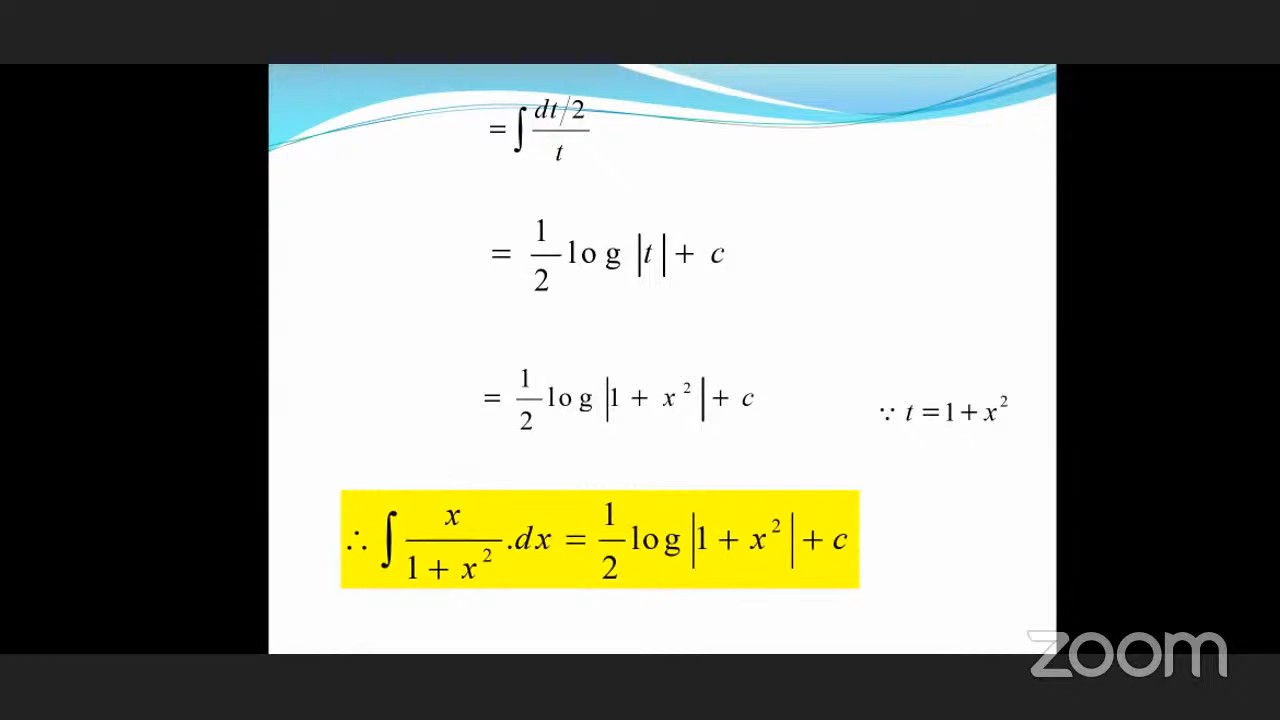 = ∫ dt/2 / t
= 1/2 log |t| + c
= 1/2 log |1 + x²| + c ∵ t = 1 + x²
∴ ∫ x / 1 + x² .dx = 1/2 log |1 + x²| + c
zoom